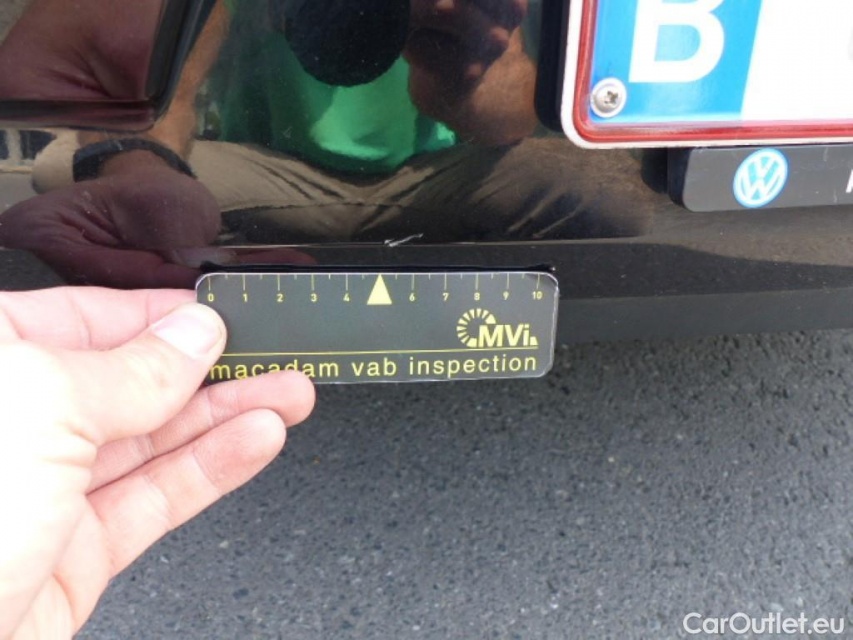 B
0 1 2 3 4 6 7 8 9 10
MVi
macadam vab inspection
CarOutlet.eu